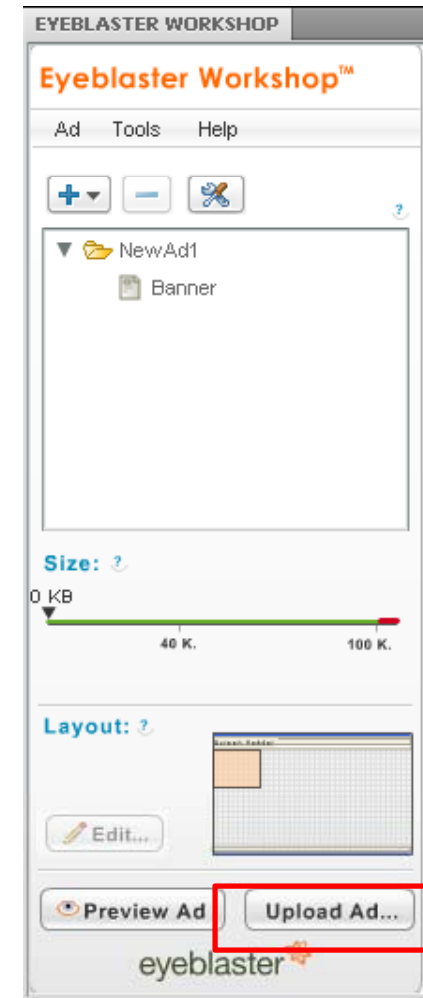 EYEBLASTER WORKSHOP
Eyeblaster Workshop™
Ad Tools Help
?
NewAd1
Banner
Size: ?
0 KB
40 K. 100 K.
Layout: ?
Edit...
Preview Ad Upload Ad...
eyeblaster